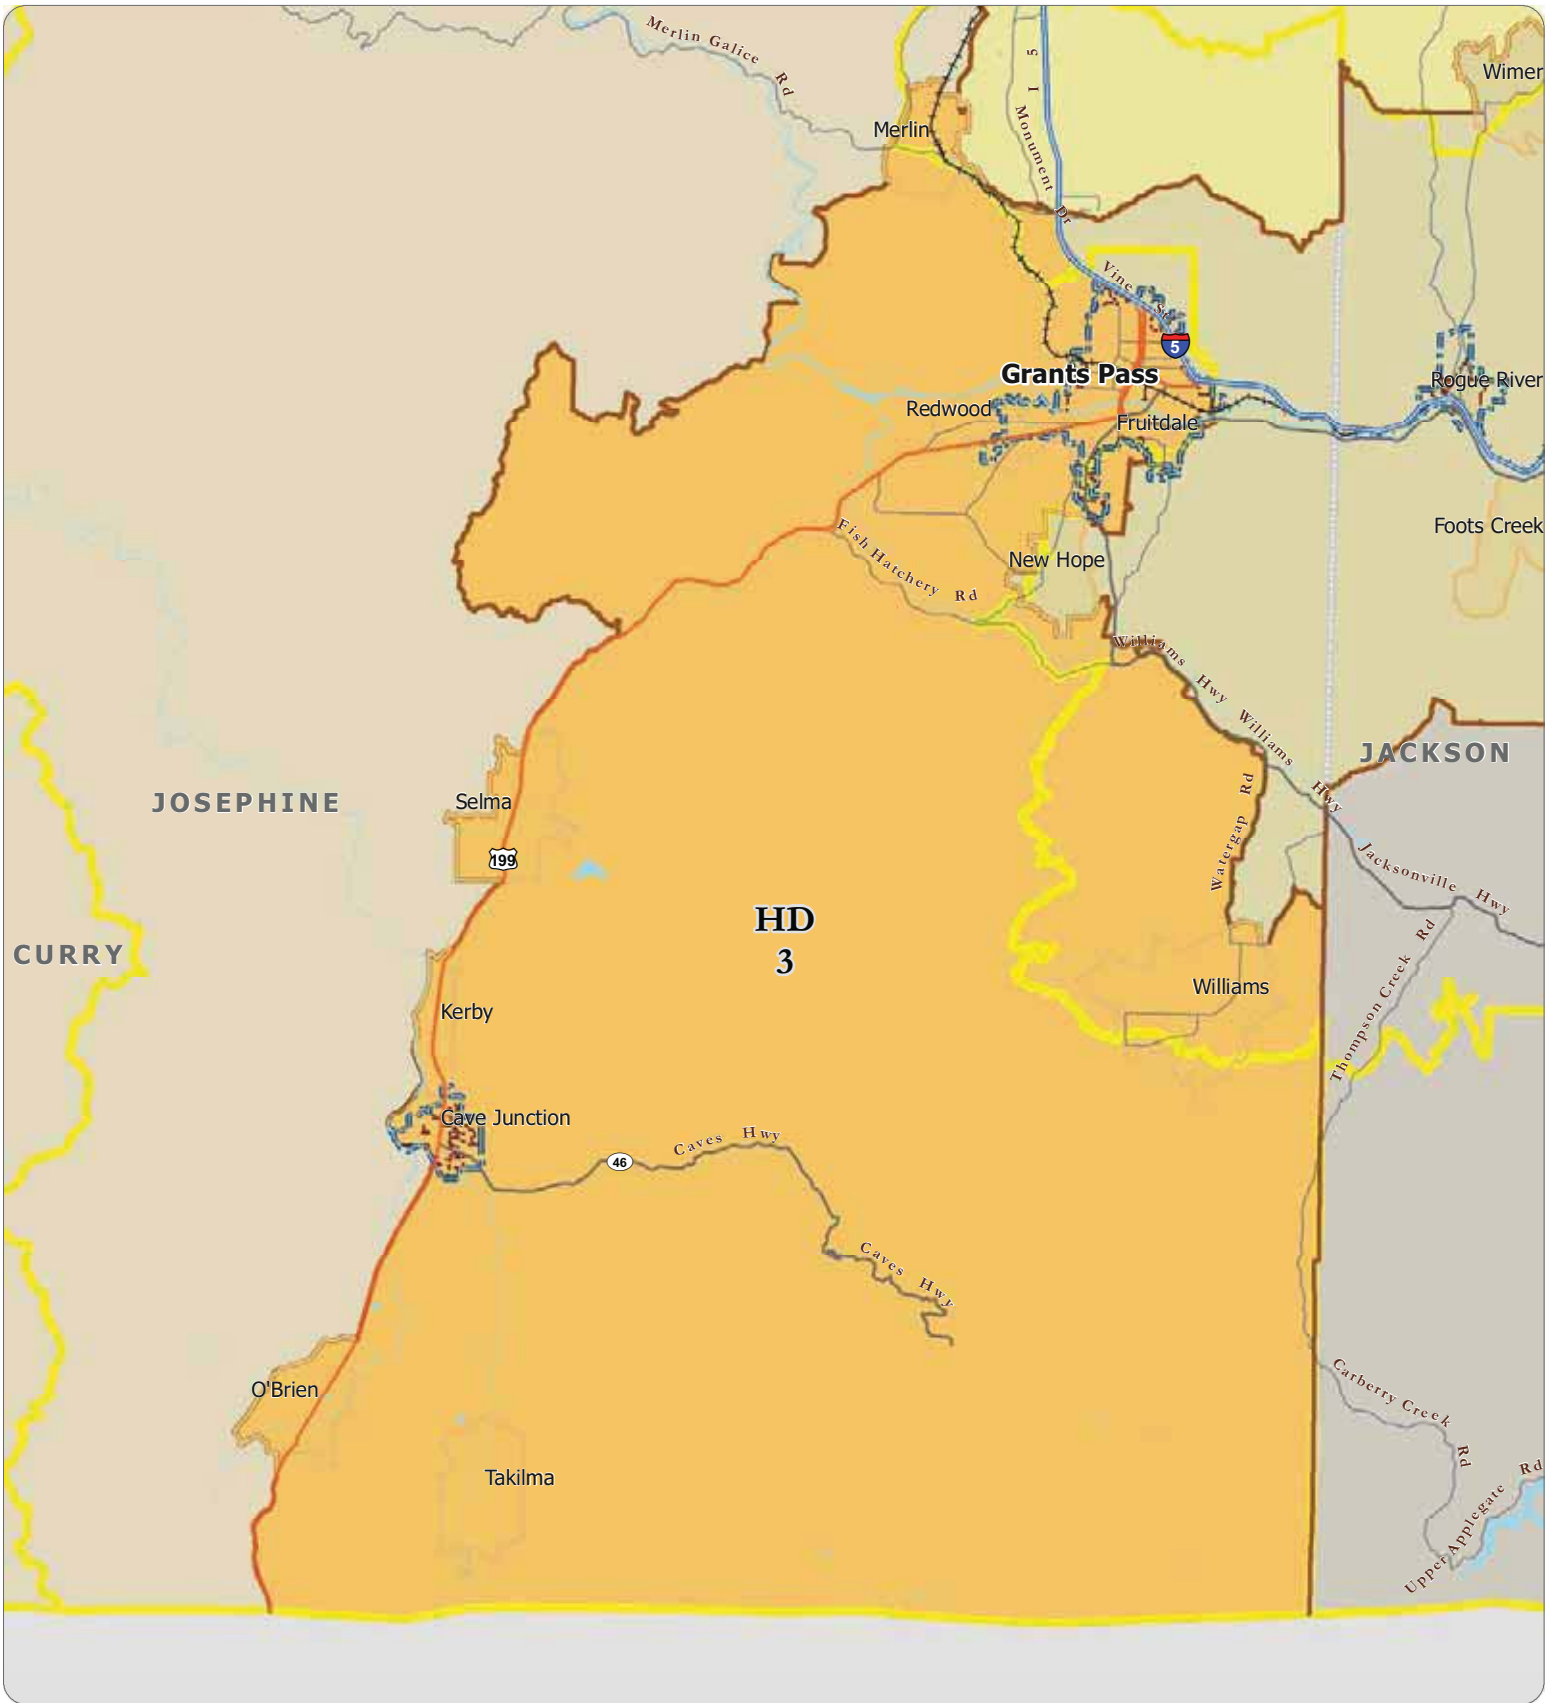 Merlin Galice Rd
5
I
Monument Dr
Wimer
Merlin
Vine St
5
Grants Pass
Rogue River
Redwood
Fruitdale
Fish Hatchery Rd
Foots Creek
New Hope
Williams Hwy
Williams Hwy
JACKSON
JOSEPHINE
Selma
Watergap Rd
199
Jacksonville Hwy
HD
3
CURRY
Thompson Creek Rd
Williams
Kerby
Cave Junction
Caves Hwy
46
Caves Hwy
O'Brien
Carberry Creek Rd
Takilma
Upper Applegate Rd